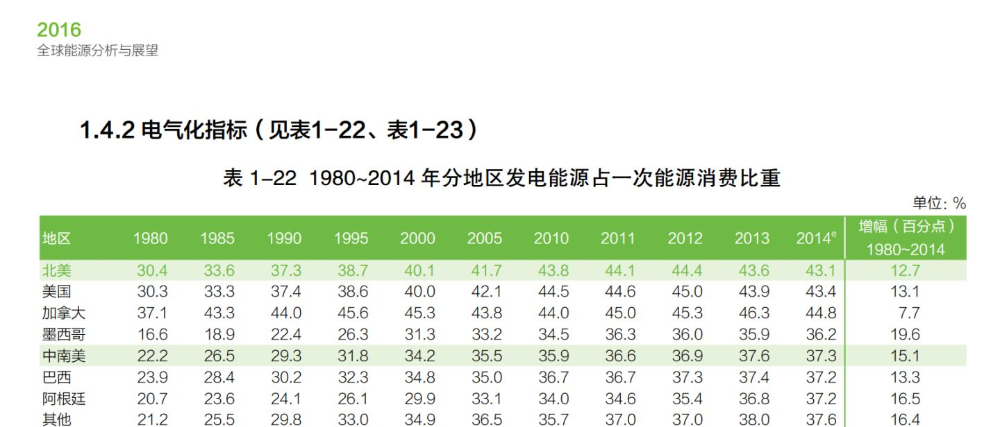 2016
全球能源分析与展望
1.4.2 电气化指标（见表1-22、表1-23）
表 1-22 1980~2014 年分地区发电能源占一次能源消费比重
单位：%
地区 1980 1985 1990 1995 2000 2005 2010 2011 2012 2013 2014e 增幅（百分点）1980~2014
北美 30.4 33.6 37.3 38.7 40.1 41.7 43.8 44.1 44.4 43.6 43.1 12.7
美国 30.3 33.3 37.4 38.6 40.0 42.1 44.5 44.6 45.0 43.9 43.4 13.1
加拿大 37.1 43.3 44.0 45.6 45.3 43.8 44.0 45.0 45.3 46.3 44.8 7.7
墨西哥 16.6 18.9 22.4 26.3 31.3 33.2 34.5 36.3 36.0 35.9 36.2 19.6
中南美 22.2 26.5 29.3 31.8 34.2 35.5 35.9 36.6 36.9 37.6 37.3 15.1
巴西 23.9 28.4 30.2 32.3 34.8 35.0 36.7 36.7 37.3 37.4 37.2 13.3
阿根廷 20.7 23.6 24.1 26.1 29.9 33.1 34.0 34.6 35.4 36.8 37.2 16.5
其他 21.2 25.5 29.8 33.0 34.9 36.5 35.7 37.0 37.0 38.0 37.6 16.4